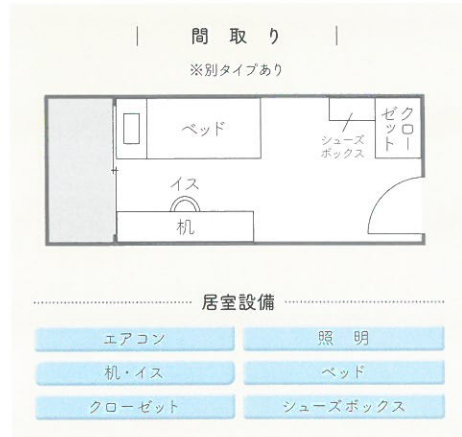 間取り
※別タイプあり
ベッド
シューズ
ボックス
クロー
ゼット
イス
机
居室設備
エアコン
照明
机・イス
ベッド
クローゼット
シューズボックス